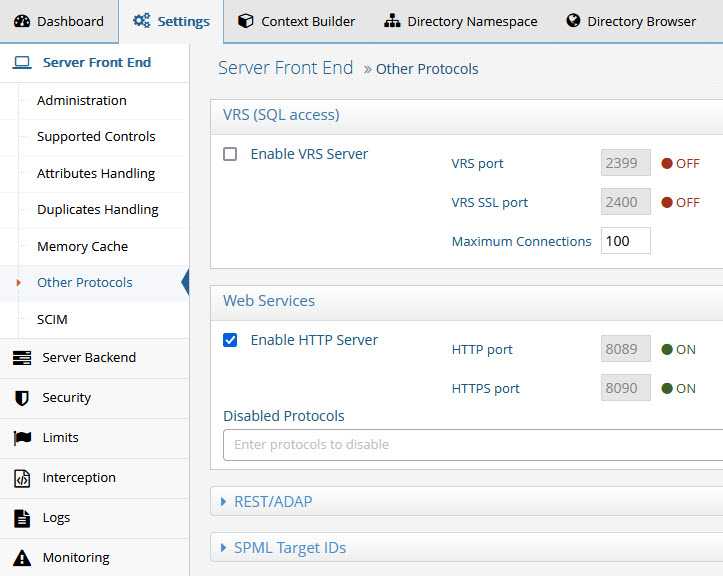 Dashboard Settings Context Builder Directory Namespace Directory Browser
Server Front End
Administration
Supported Controls
Attributes Handling
Duplicates Handling
Memory Cache
Other Protocols
SCIM
Server Backend
Security
Limits
Interception
Logs
Monitoring
Server Front End » Other Protocols
VRS (SQL access)
Enable VRS Server
VRS port 2399 OFF
VRS SSL port 2400 OFF
Maximum Connections 100
Web Services
Enable HTTP Server
HTTP port 8089 ON
HTTPS port 8090 ON
Disabled Protocols
Enter protocols to disable
REST/ADAP
SPML Target IDs